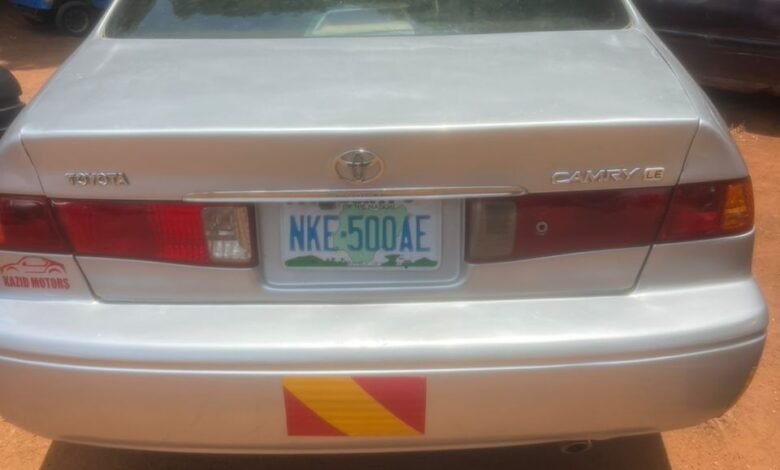 TOYOTA
CAMRY LE
NKE-500AE
KAZID MOTORS